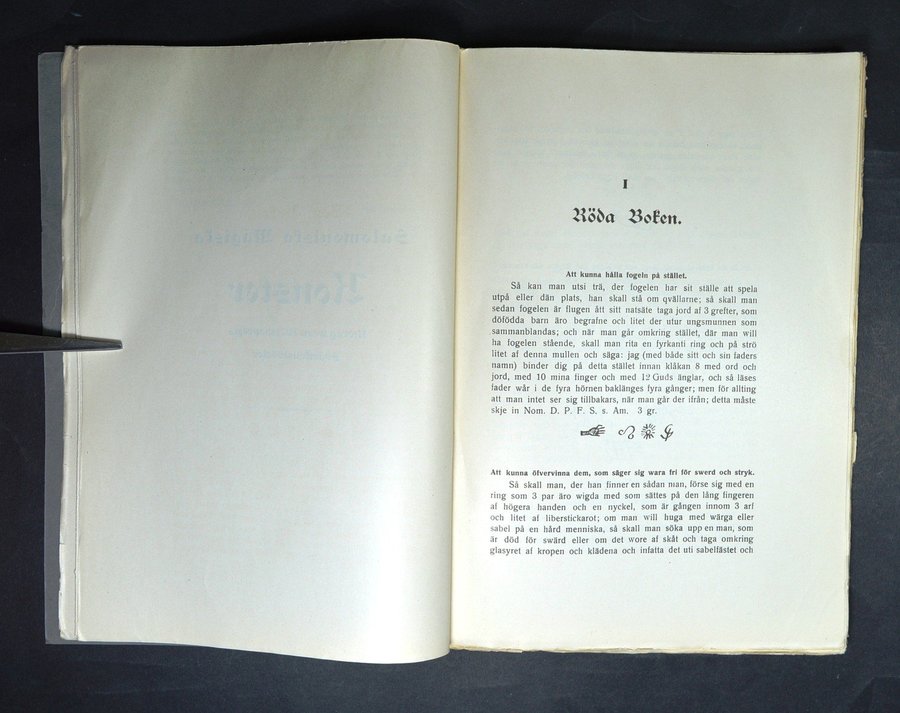 I
Röda Boken.
Att kunna hålla fogeln på stället.
Så kan man utsi trä, der fogelen har sit ställe att spela
utpå eller dän plats, han skall stå om qvällarne; så skall man
sedan fogelen är flugen ått sitt natsäte taga jord af 3 grefter, som
döfödda barn äro begrafne och litet der utur ungsmunnen som
sammanblandas; och när man går omkring stället, där man will
ha fogelen stående, skall man rita en fyrkanti ring och på strö
litet af denna mullen och säga: jag (med både sitt och sin faders
namn) binder dig på detta stället innan klåkan 8 med ord och
jord, med 10 mina finger och med 12 Guds änglar, och så läses
fader wår i de fyra hörnen baklänges fyra gånger; men för allting
att man intet ser sig tillbakars, när man går der ifrån; detta måste
skje in Nom. D. P. F. S. s. Am. 3 gr.
Att kunna öfvervinna dem, som säger sig wara fri för swerd och stryk.
Så skall man, der han finner en sådan man, förse sig med en
ring som 3 par äro wigda med som sättes på den lång fingeren
af högera handen och en nyckel, som är gången innom 3 arf
och litet af liberstickarot; om man will huga med wärga eller
sabel på en hård menniska, så skall man söka upp en man, som
är död för swärd eller om det wore af skåt och taga omkring
glasyret af kropen och klädena och infatta det uti sabelfästet och